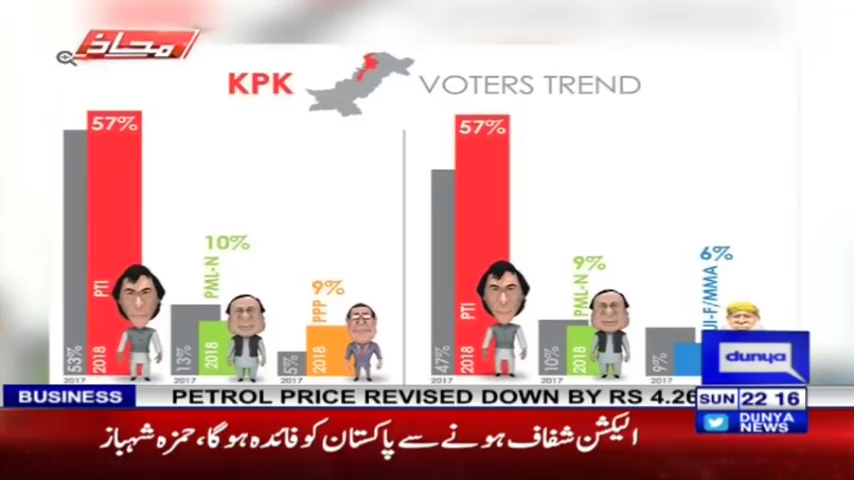 محاذ
KPK VOTERS TREND
57%
53%
2017
PTI
2018
10%
13%
2017
PML-N
2018
9%
5%
2017
PPP
2018
57%
47%
2017
PTI
2018
9%
10%
2017
PML-N
2018
6%
9%
2017
JUI-F/MMA
dunya
BUSINESS
PETROL PRICE REVISED DOWN BY RS 4.26
SUN 22 16
DUNYA NEWS
الیکشن شفاف ہونے سے پاکستان کو فائدہ ہوگا، حمزہ شہباز